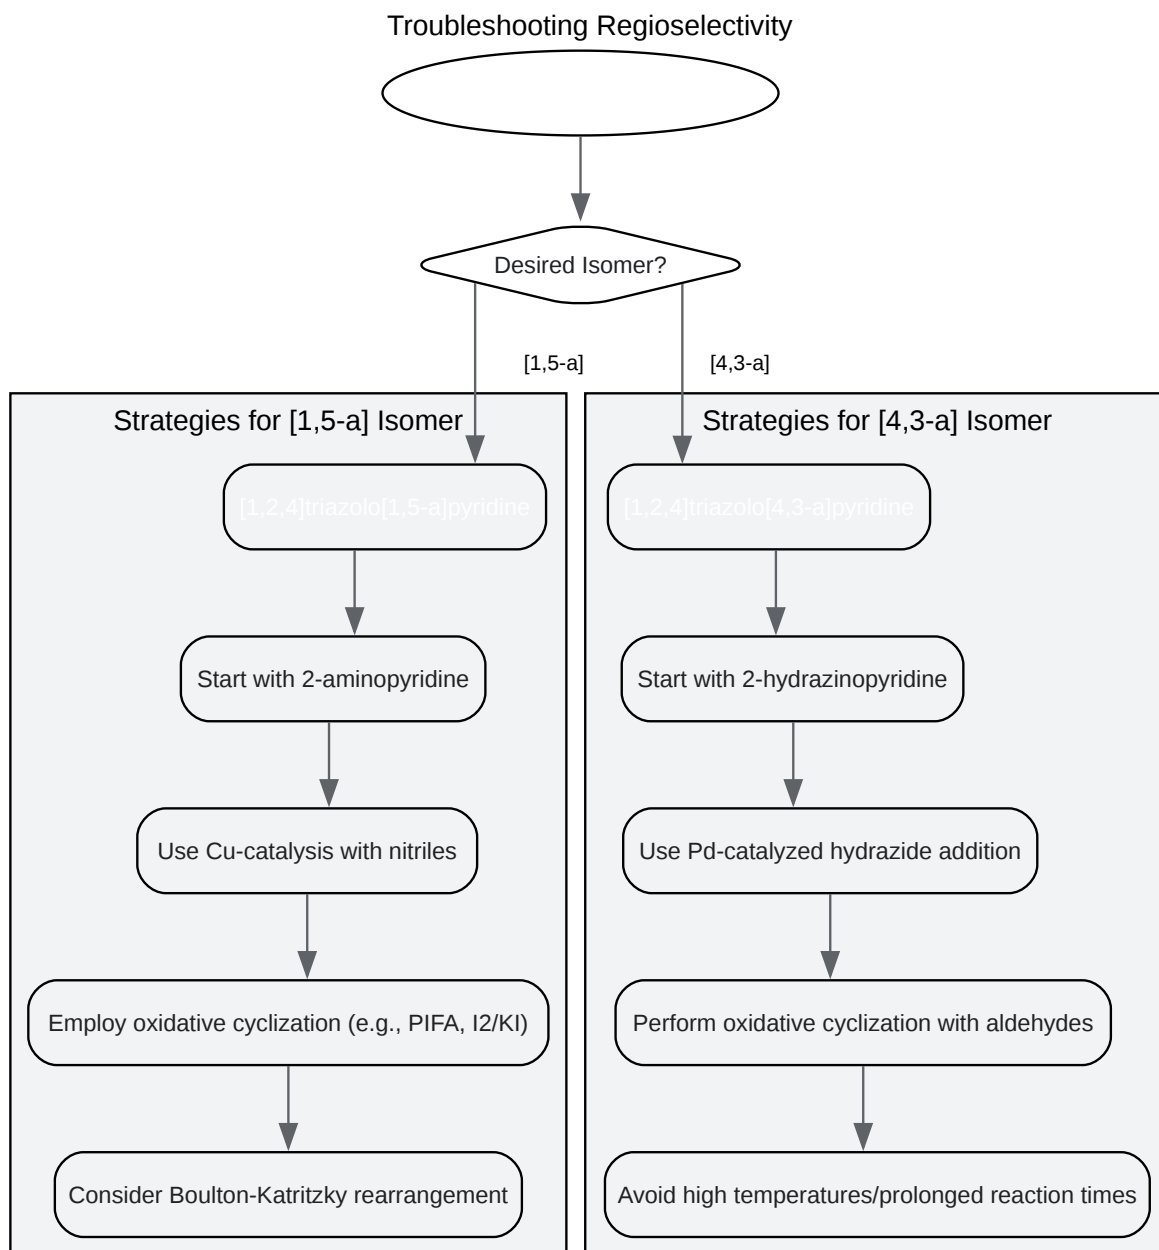 Troubleshooting Regioselectivity
Desired Isomer?
[1,5-a]
[4,3-a]
Strategies for [1,5-a] Isomer
[1,2,4]triazolo[1,5-a]pyridine
Start with 2-aminopyridine
Use Cu-catalysis with nitriles
Employ oxidative cyclization (e.g., PIFA, I2/KI)
Consider Boulton-Katritzky rearrangement
Strategies for [4,3-a] Isomer
[1,2,4]triazolo[4,3-a]pyridine
Start with 2-hydrazinopyridine
Use Pd-catalyzed hydrazide addition
Perform oxidative cyclization with aldehydes
Avoid high temperatures/prolonged reaction times